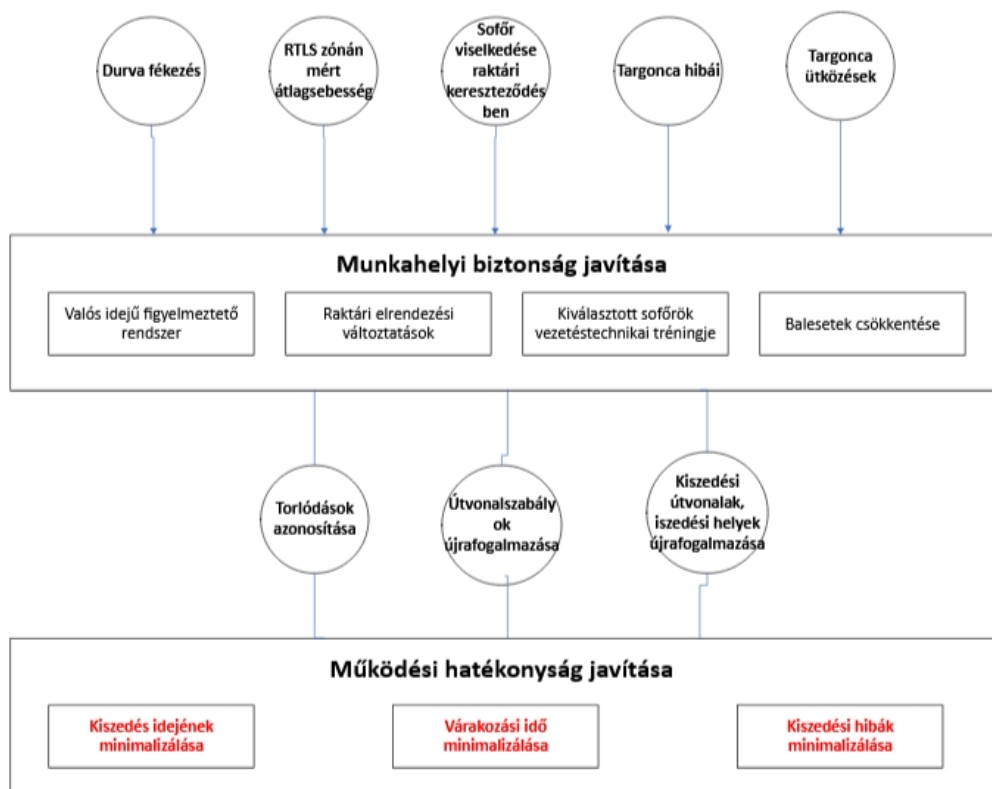 Durva fékezés
RTLS zónán
mért
átlagsebesség
Sofőr
viselkedése
raktári
kereszteződés
ben
Targonca hibái
Targonca
ütközések
Munkahelyi biztonság javítása
Valós idejű figyelmeztető
rendszer
Raktári elrendezési
változtatások
Kiválasztott sofőrök
vezetéstechnikai tréningje
Balesetek csökkentése
Torlódások
azonosítása
Útvonalszabály
ok
újrafogalmazása
Kiszedési
útvonalak,
iszedési helyek
újrafogalmazása
Működési hatékonyság javítása
Kiszedés idejének
minimalizálása
Várakozási idő
minimalizálása
Kiszedési hibák
minimalizálása